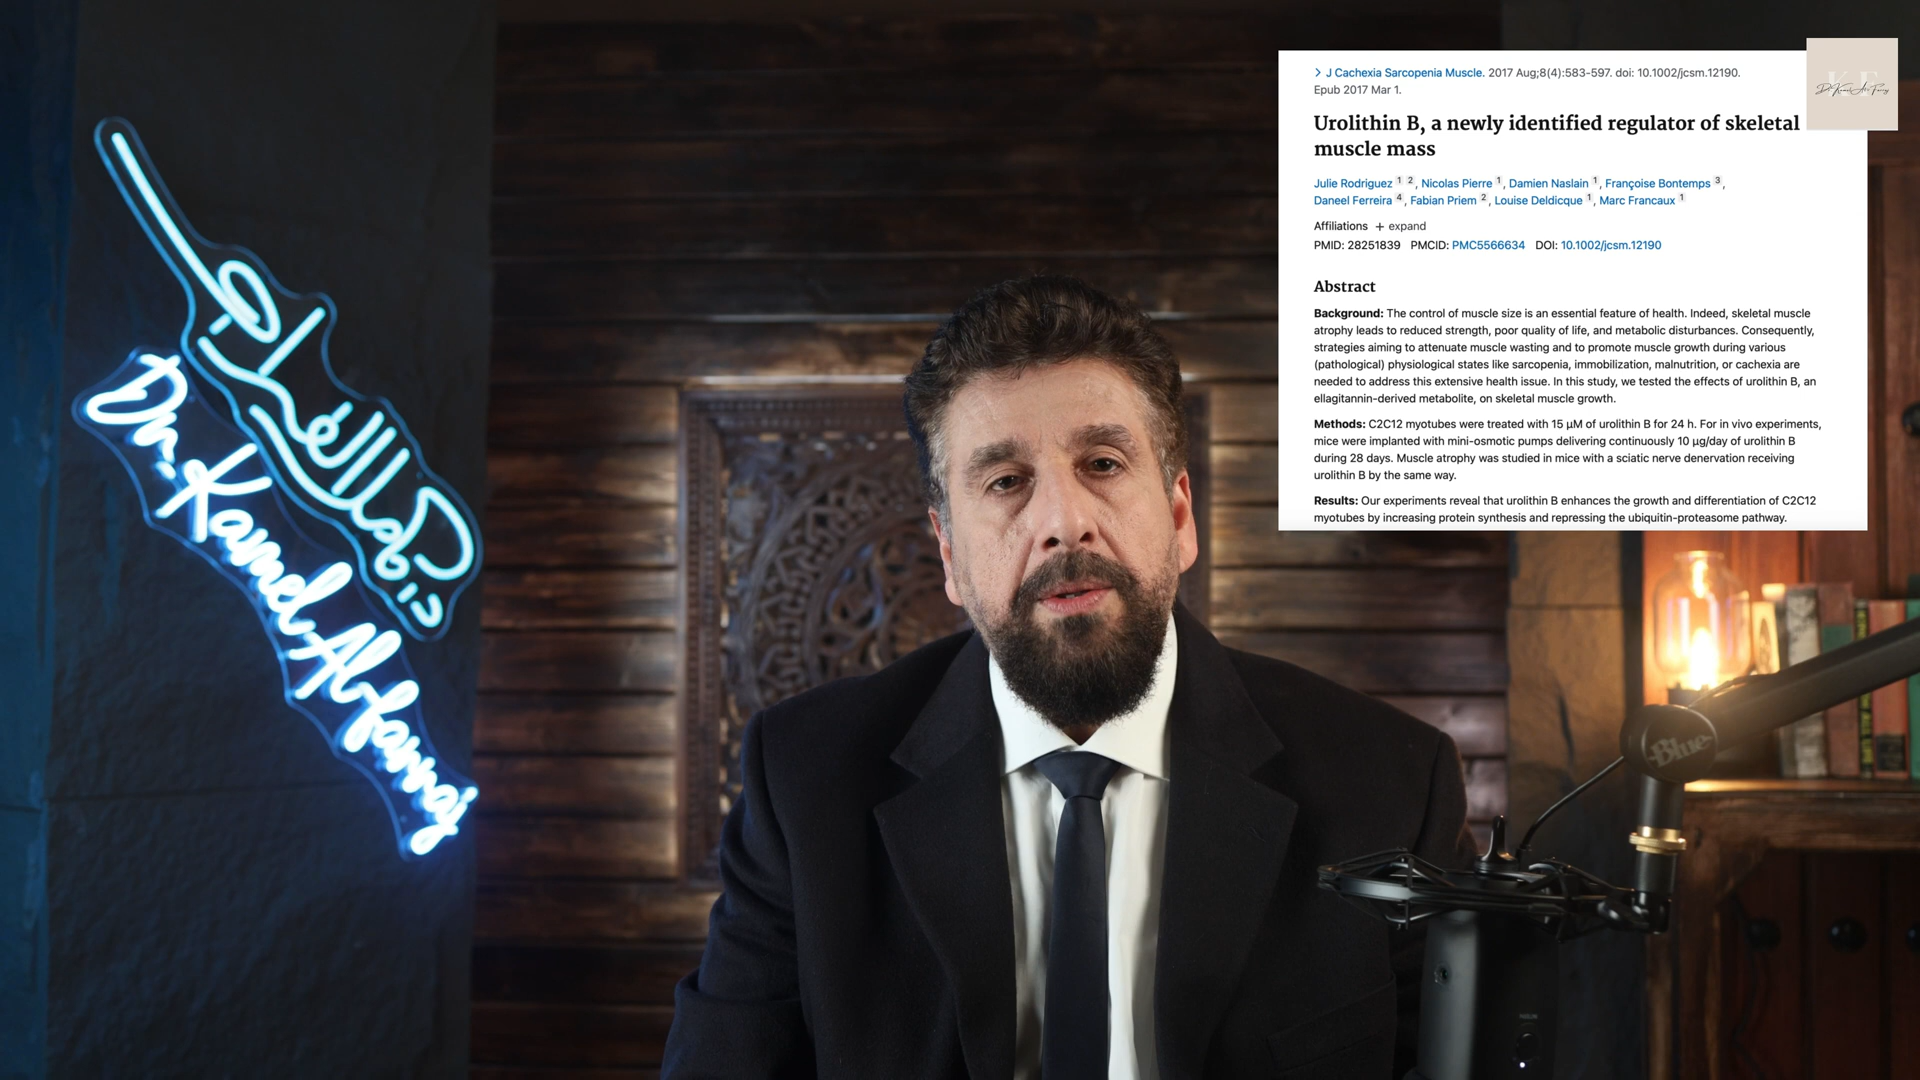 د. كمال الفرج
Dr. Kamel Al-farraj
J Cachexia Sarcopenia Muscle. 2017 Aug;8(4):583-597. doi: 10.1002/jcsm.12190.
Epub 2017 Mar 1.
Urolithin B, a newly identified regulator of skeletal
muscle mass
Julie Rodriguez 1 2, Nicolas Pierre 1, Damien Naslain 1, Françoise Bontemps 3,
Daneel Ferreira 4, Fabian Priem 2, Louise Deldicque 1, Marc Francaux 1
Affiliations + expand
PMID: 28251839 PMCID: PMC5566634 DOI: 10.1002/jcsm.12190
Abstract
Background: The control of muscle size is an essential feature of health. Indeed, skeletal muscle
atrophy leads to reduced strength, poor quality of life, and metabolic disturbances. Consequently,
strategies aiming to attenuate muscle wasting and to promote muscle growth during various
(pathological) physiological states like sarcopenia, immobilization, malnutrition, or cachexia are
needed to address this extensive health issue. In this study, we tested the effects of urolithin B, an
ellagitannin-derived metabolite, on skeletal muscle growth.
Methods: C2C12 myotubes were treated with 15 μM of urolithin B for 24 h. For in vivo experiments,
mice were implanted with mini-osmotic pumps delivering continuously 10 μg/day of urolithin B
during 28 days. Muscle atrophy was studied in mice with a sciatic nerve denervation receiving
urolithin B by the same way.
Results: Our experiments reveal that urolithin B enhances the growth and differentiation of C2C12
myotubes by increasing protein synthesis and repressing the ubiquitin-proteasome pathway.
Blue